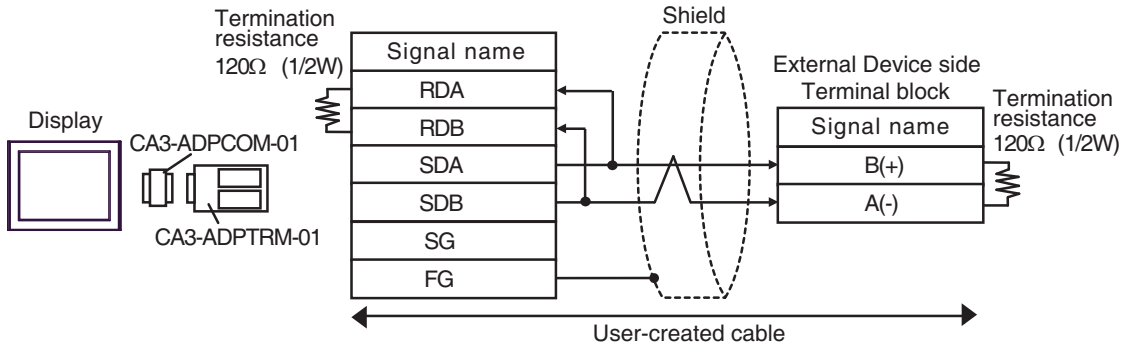 Display
CA3-ADPCOM-01
CA3-ADPTRM-01
Termination
resistance
120Ω (1/2W)
Signal name
RDA
RDB
SDA
SDB
SG
FG
Shield
External Device side
Terminal block
Signal name
B(+)
A(-)
Termination
resistance
120Ω (1/2W)
User-created cable